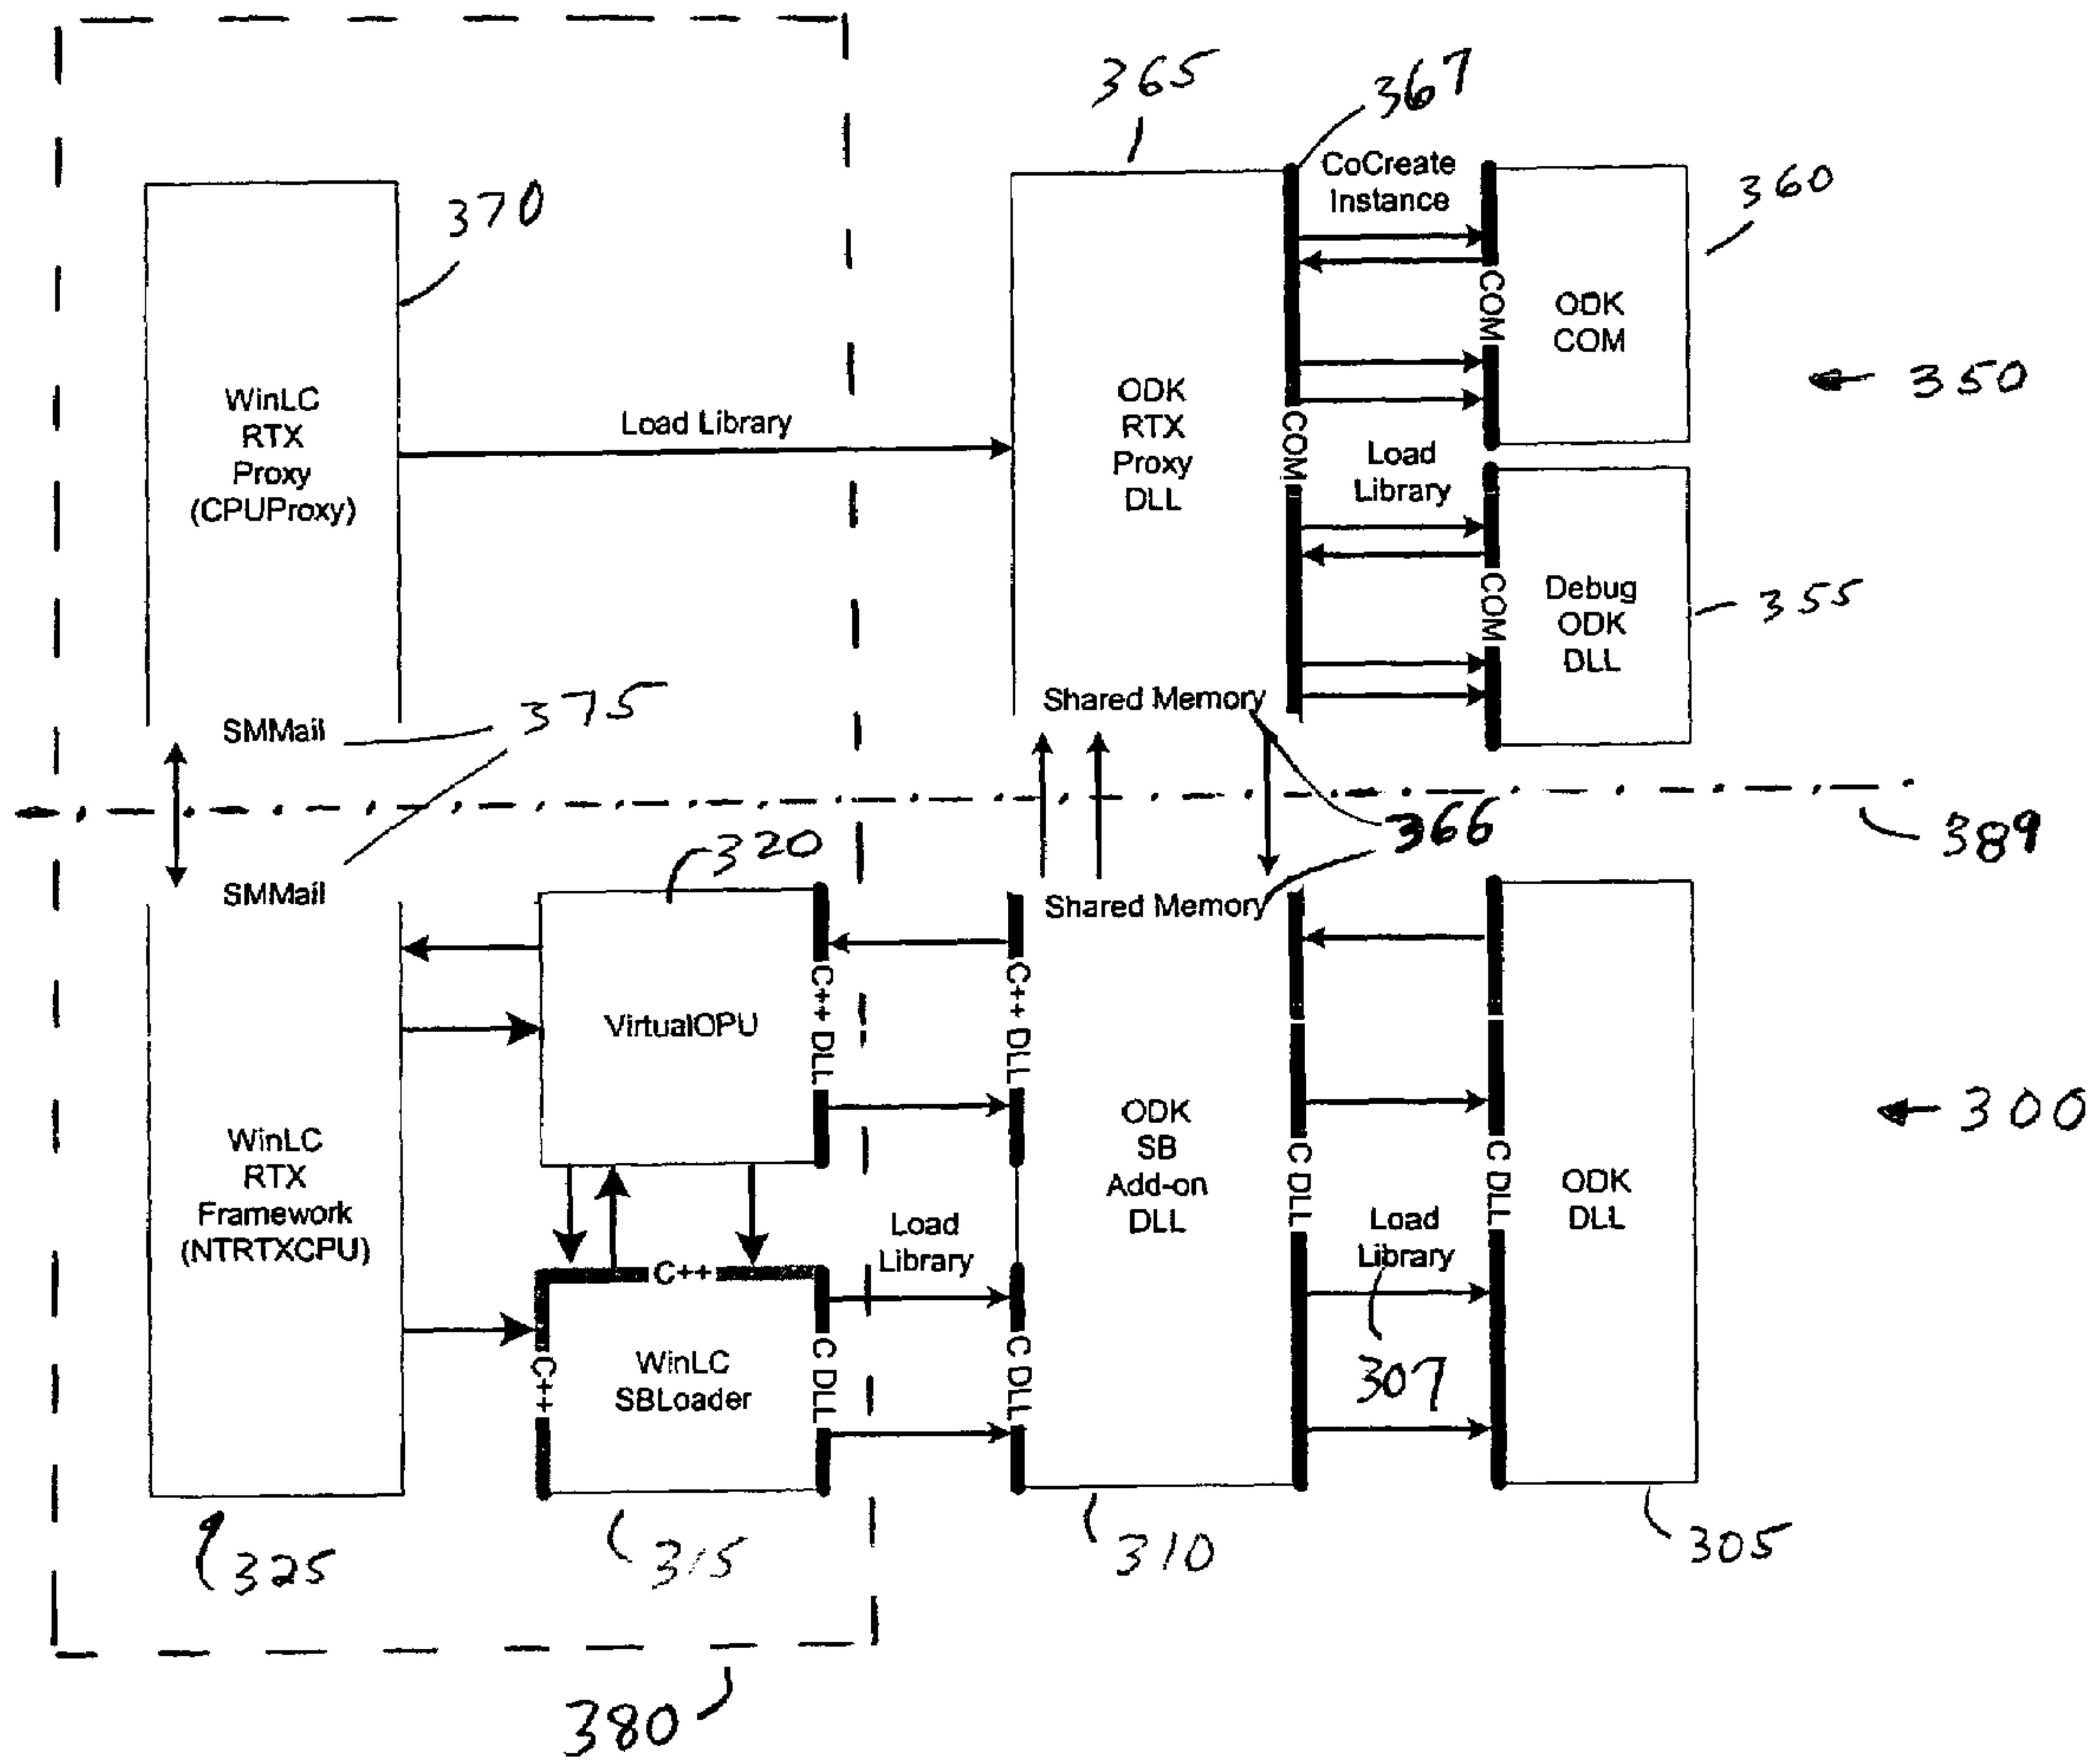 365
367
CoCreate
Instance
360
370
COM
ODK
COM
350
WinLC
RTX
Proxy
(CPUProxy)
Load Library
ODK
RTX
Proxy
DLL
COM
Load
Library
COM
Debug
ODK
DLL
355
SMMail
375
Shared Memory
366
389
SMMail
320
Shared Memory
VirtualOPU
C++ DLL
C++ DLL
300
WinLC
RTX
Framework
(NTRTXCPU)
ODK
SB
Add-on
DLL
C DLL
C DLL
ODK
DLL
Load
Library
Load
Library
C++
C++
WinLC
SBLoader
C DLL
C DLL
307
325
315
310
305
380